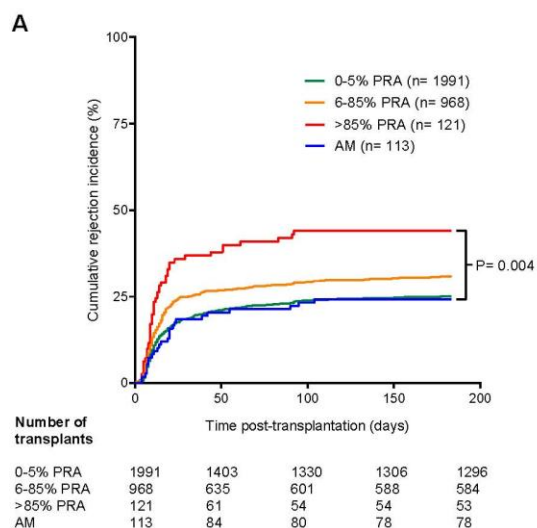 A
100
75
50
25
0
Cumulative rejection incidence (%)
0-5% PRA (n= 1991)
6-85% PRA (n= 968)
>85% PRA (n= 121)
AM (n= 113)
P= 0.004
0 50 100 150 200
Time post-transplantation (days)
Number of
transplants
0-5% PRA 1991 1403 1330 1306 1296
6-85% PRA 968 635 601 588 584
>85% PRA 121 61 54 54 53
AM 113 84 80 78 78